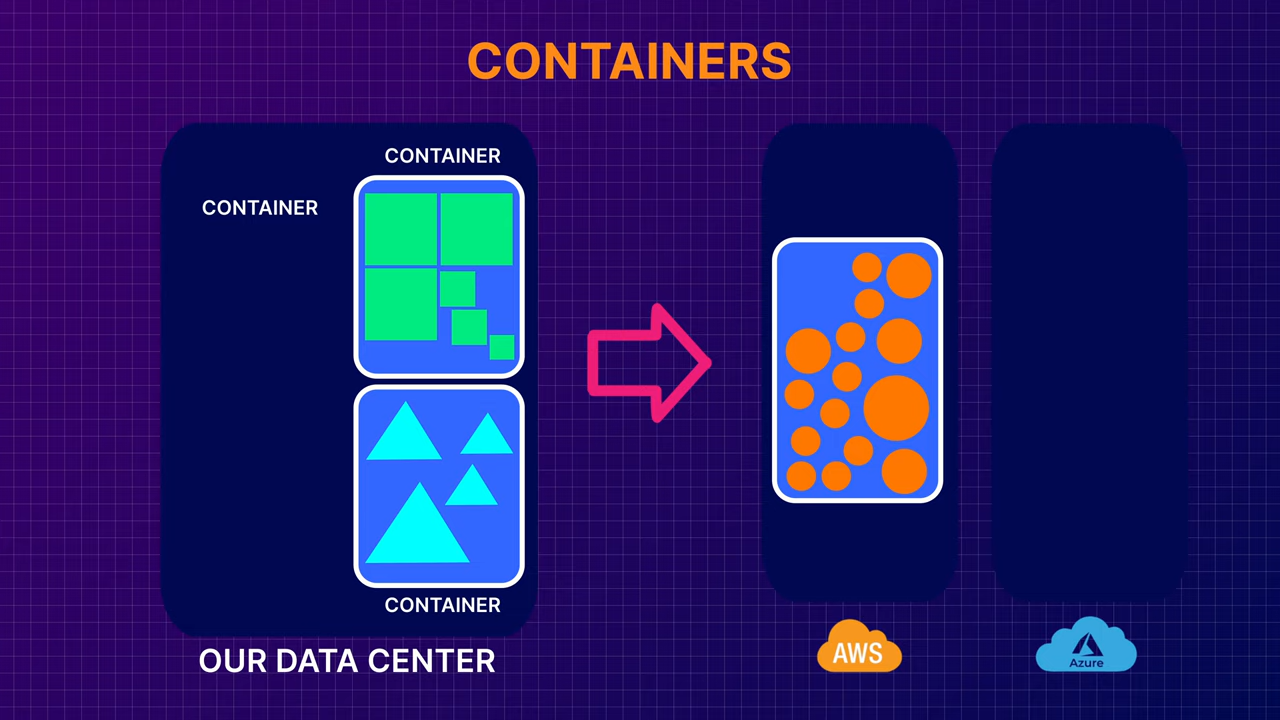 CONTAINERS
CONTAINER
CONTAINER
CONTAINER
OUR DATA CENTER
AWS
Azure